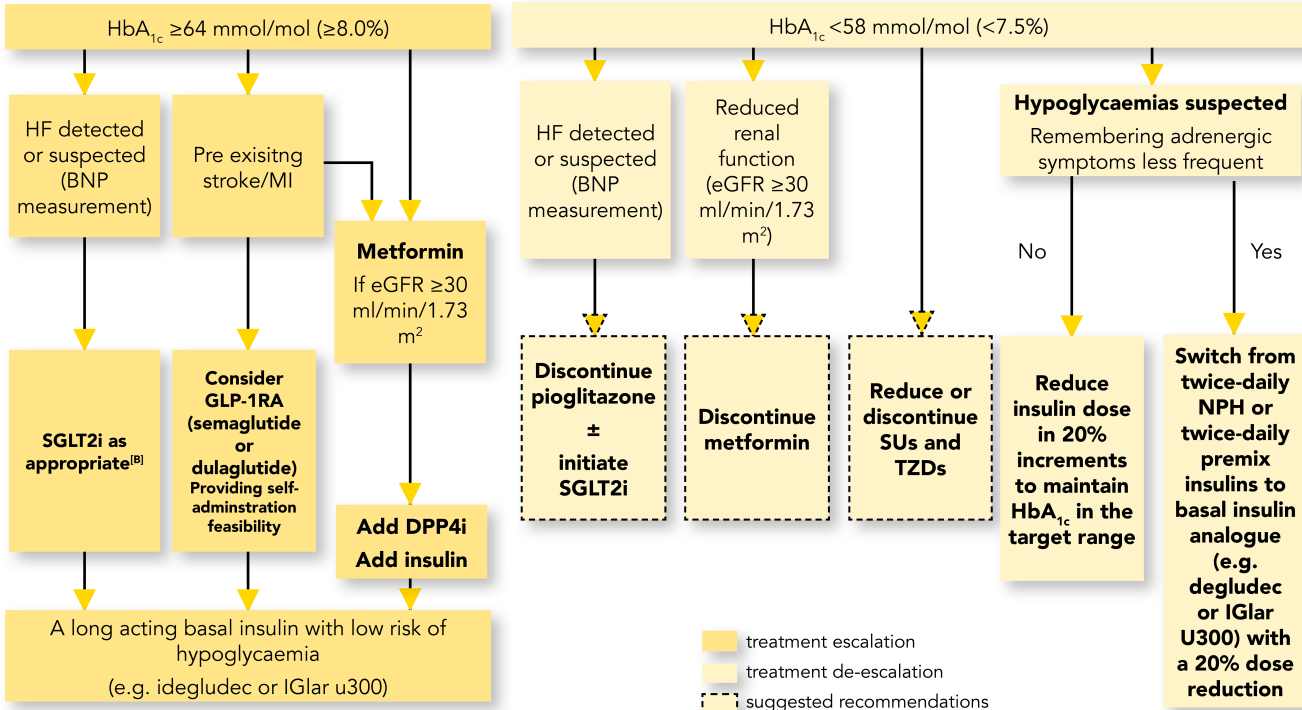 HbA1c ≥64 mmol/mol (≥8.0%)
HF detected
or suspected
(BNP
measurement)
Pre exisitng
stroke/MI
Metformin
If eGFR ≥30
ml/min/1.73
m2
SGLT2i as
appropriate[B]
Consider
GLP-1RA
(semaglutide
or
dulaglutide)
Providing self-
adminstration
feasibility
Add DPP4i
Add insulin
A long acting basal insulin with low risk of
hypoglycaemia
(e.g. idegludec or IGlar u300)
HbA1c <58 mmol/mol (<7.5%)
HF detected
or suspected
(BNP
measurement)
Reduced
renal
function
(eGFR ≥30
ml/min/1.73
m2)
Hypoglycaemias suspected
Remembering adrenergic
symptoms less frequent
No
Yes
Discontinue
pioglitazone
±
initiate
SGLT2i
Discontinue
metformin
Reduce or
discontinue
SUs and
TZDs
Reduce
insulin dose
in 20%
increments
to maintain
HbA1c in the
target range
Switch from
twice-daily
NPH or
twice-daily
premix
insulins to
basal insulin
analogue
(e.g.
degludec
or IGlar
U300) with
a 20% dose
reduction
treatment escalation
treatment de-escalation
suggested recommendations